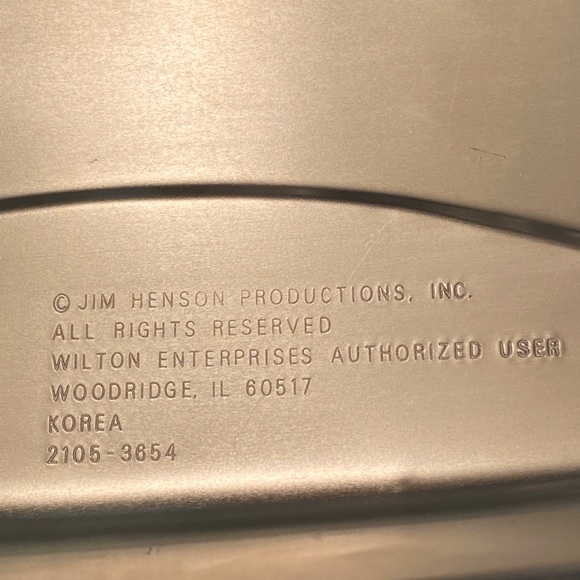 © JIM HENSON PRODUCTIONS, INC.
ALL RIGHTS RESERVED
WILTON ENTERPRISES AUTHORIZED USER
WOODRIDGE, IL 60517
KOREA
2105-3654